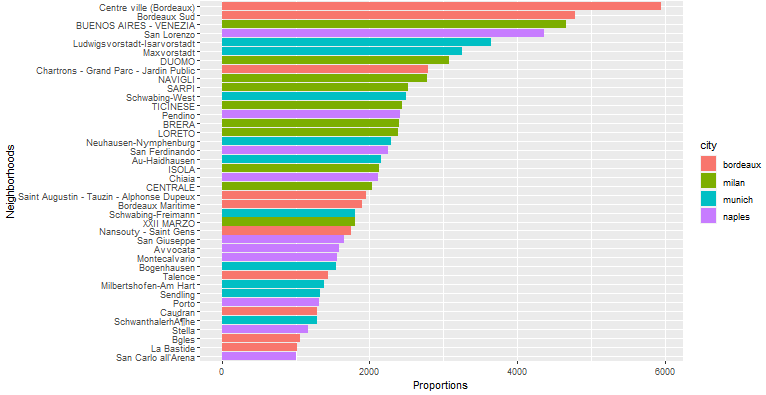 Centre ville (Bordeaux)
Bordeaux Sud
BUENOS AIRES - VENEZIA
San Lorenzo
Ludwigsvorstadt-Isarvorstadt
Maxvorstadt
DUOMO
Chartrons - Grand Parc - Jardin Public
NAVIGLI
SARPI
Schwabing-West
TICINESE
Pendino
BRERA
LORETO
Neuhausen-Nymphenburg
San Ferdinando
Au-Haidhausen
ISOLA
Chiaia
CENTRALE
Saint Augustin - Tauzin - Alphonse Dupeux
Bordeaux Maritime
Schwabing-Freimann
XXII MARZO
Nansouty - Saint Gens
San Giuseppe
Avvocata
Montecalvario
Bogenhausen
Talence
Milbertshofen-Am Hart
Sendling
Porto
Caudran
SchwanthalerhÃ¶he
Stella
Bgles
La Bastide
San Carlo all'Arena
Neighborhoods
0 2000 4000 6000
Proportions
city
bordeaux
milan
munich
naples